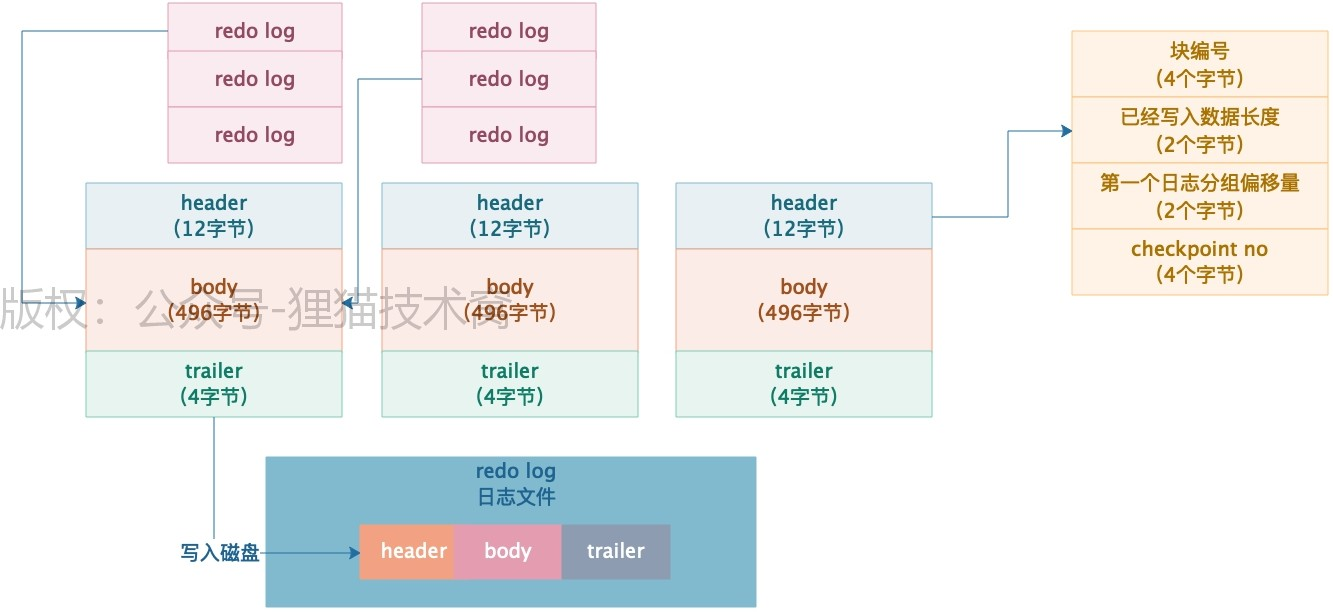 redo log
redo log
redo log
redo log
redo log
redo log
header
(12字节)
body
(496字节)
trailer
(4字节)
header
(12字节)
body
(496字节)
trailer
(4字节)
header
(12字节)
body
(496字节)
trailer
(4字节)
块编号
(4个字节)
已经写入数据长度
(2个字节)
第一个日志分组偏移量
(2个字节)
checkpoint no
(4个字节)
版权：公众号-狸猫技术窝
redo log
日志文件
写入磁盘
header
body
trailer